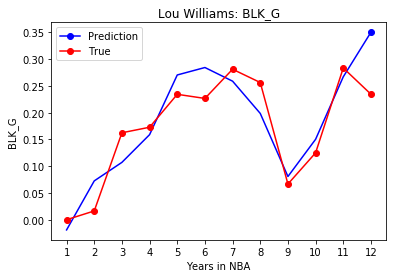 Lou Williams: BLK_G
Prediction
True
BLK_G
0.35
0.30
0.25
0.20
0.15
0.10
0.05
0.00
1 2 3 4 5 6 7 8 9 10 11 12
Years in NBA